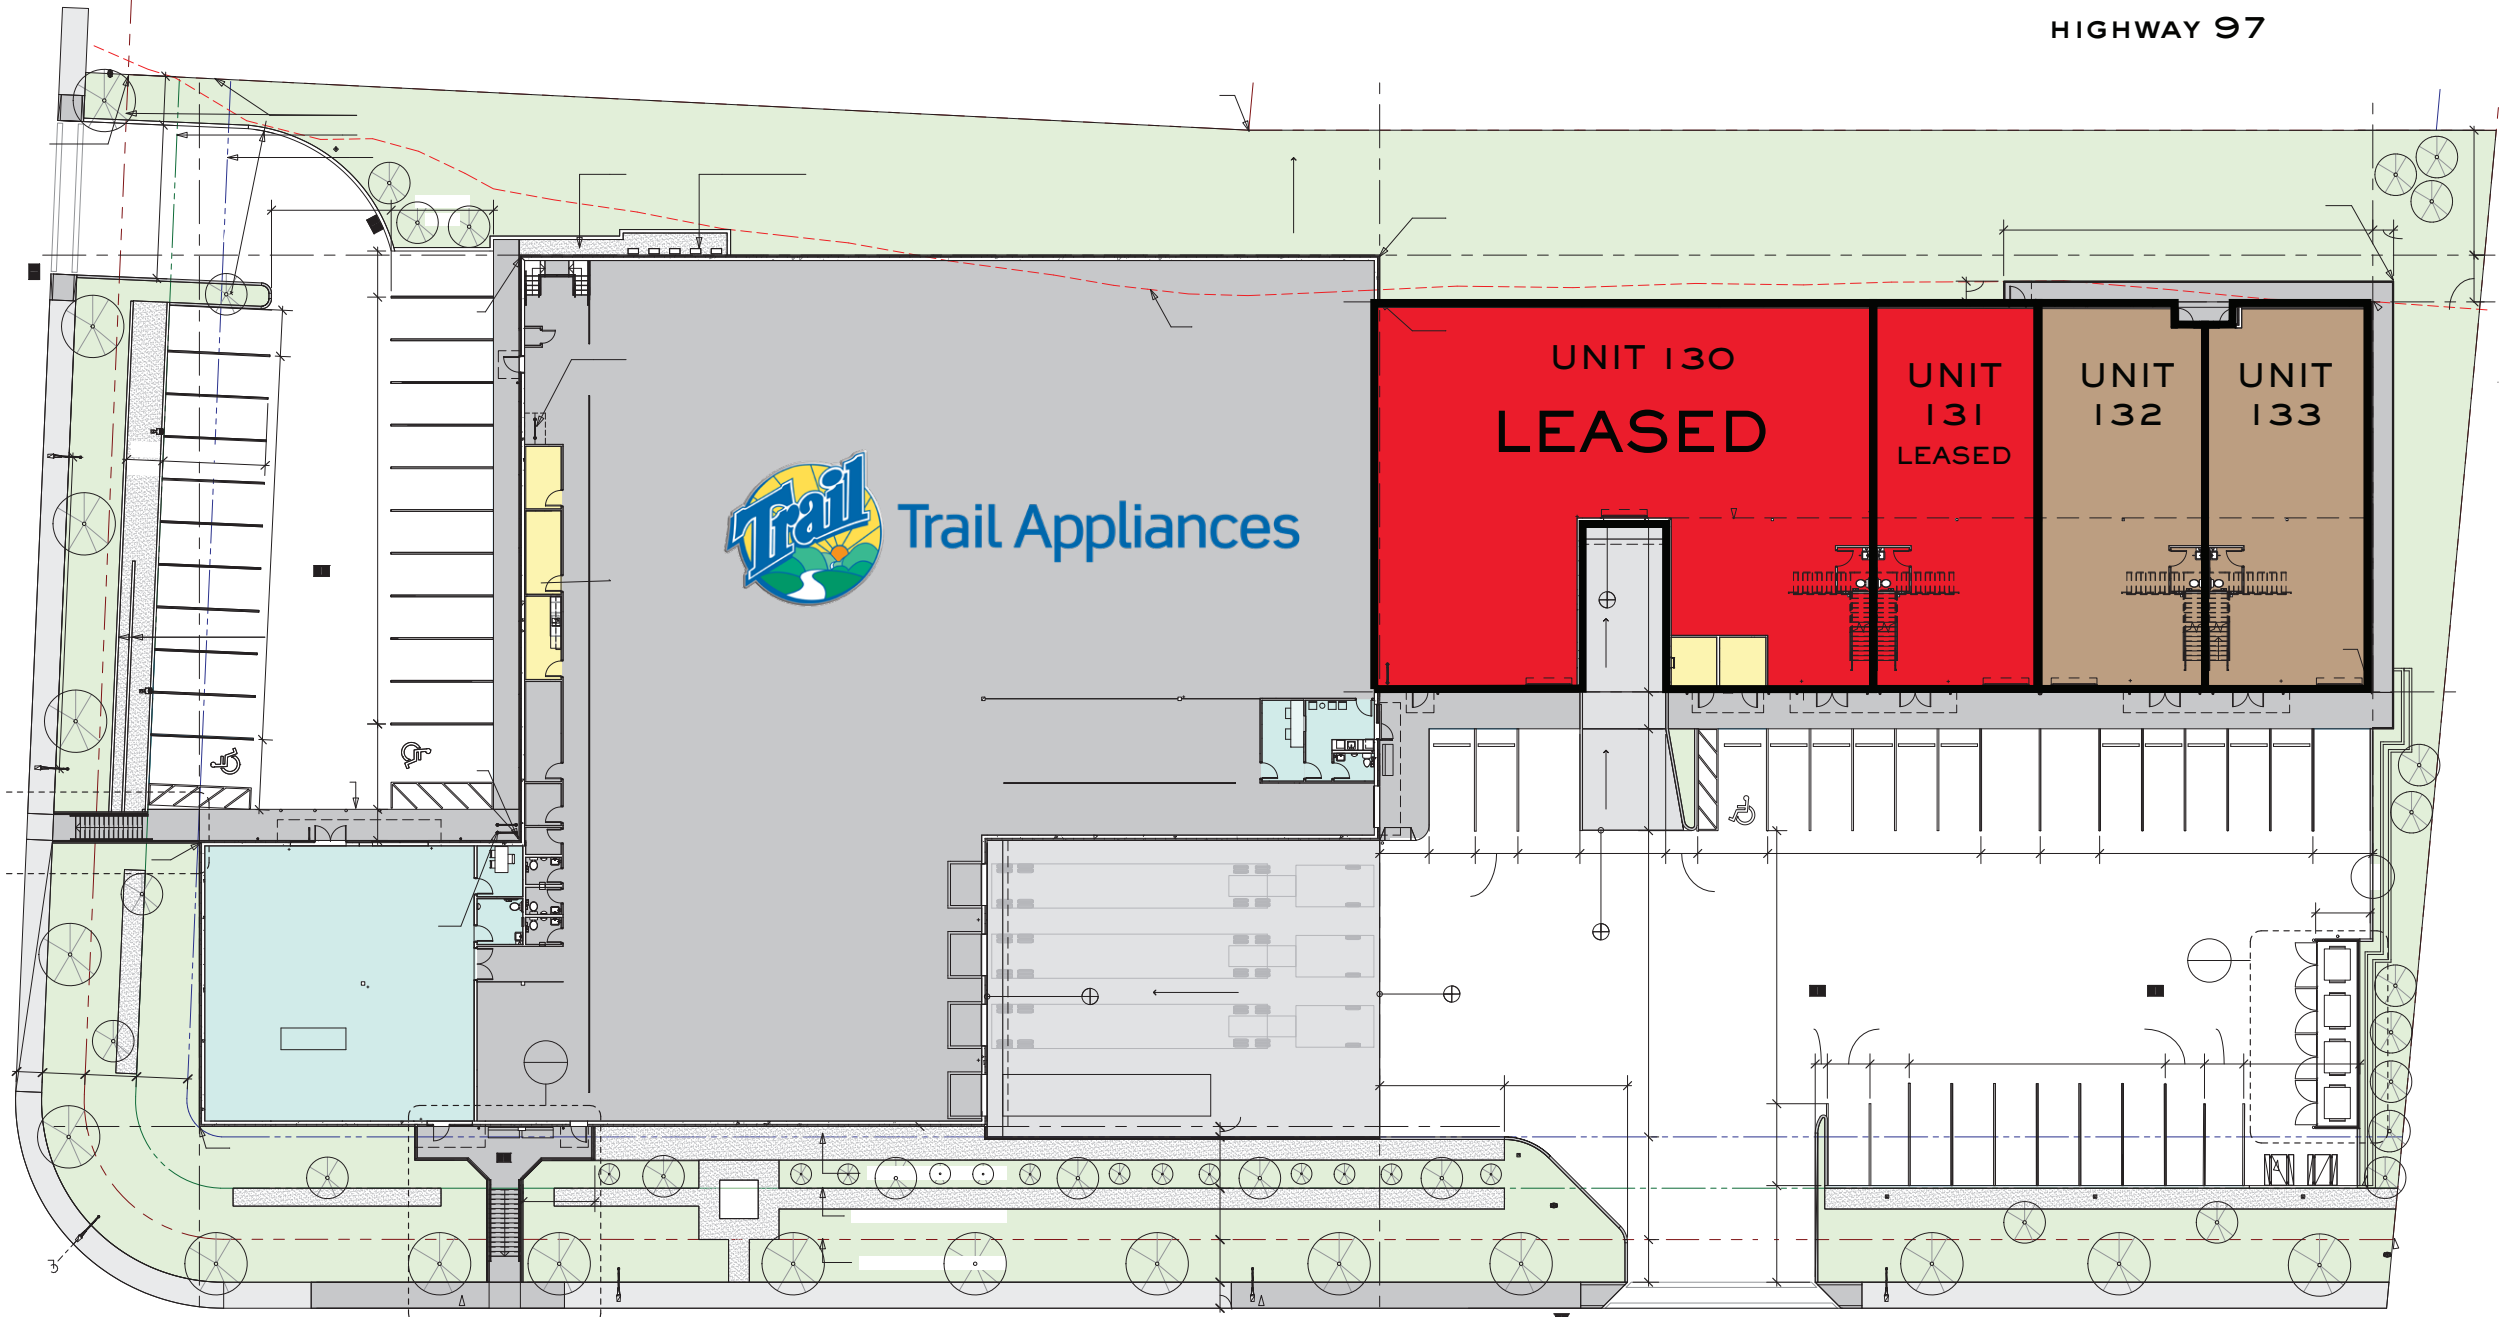 HIGHWAY 97
UNIT 130
LEASED
UNIT
131
LEASED
UNIT
132
UNIT
133
Trail
Trail Appliances